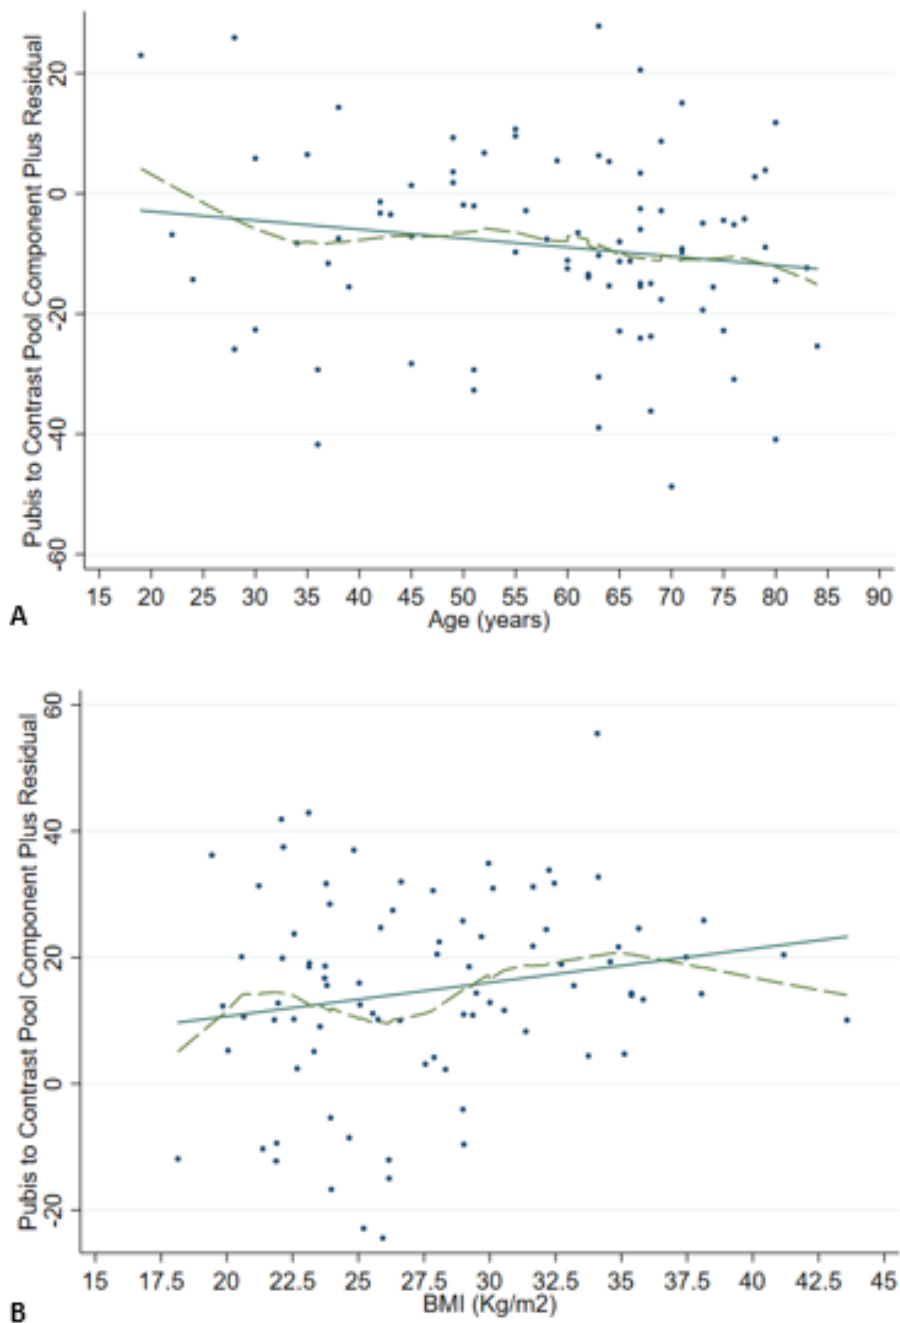 Pubis to Contrast Pool Component Plus Residual
20
0
-20
-40
-60
15 20 25 30 35 40 45 50 55 60 65 70 75 80 85 90
Age (years)
A
Pubis to Contrast Pool Component Plus Residual
60
40
20
0
-20
15 17.5 20 22.5 25 27.5 30 32.5 35 37.5 40 42.5 45
BMI (Kg/m2)
B